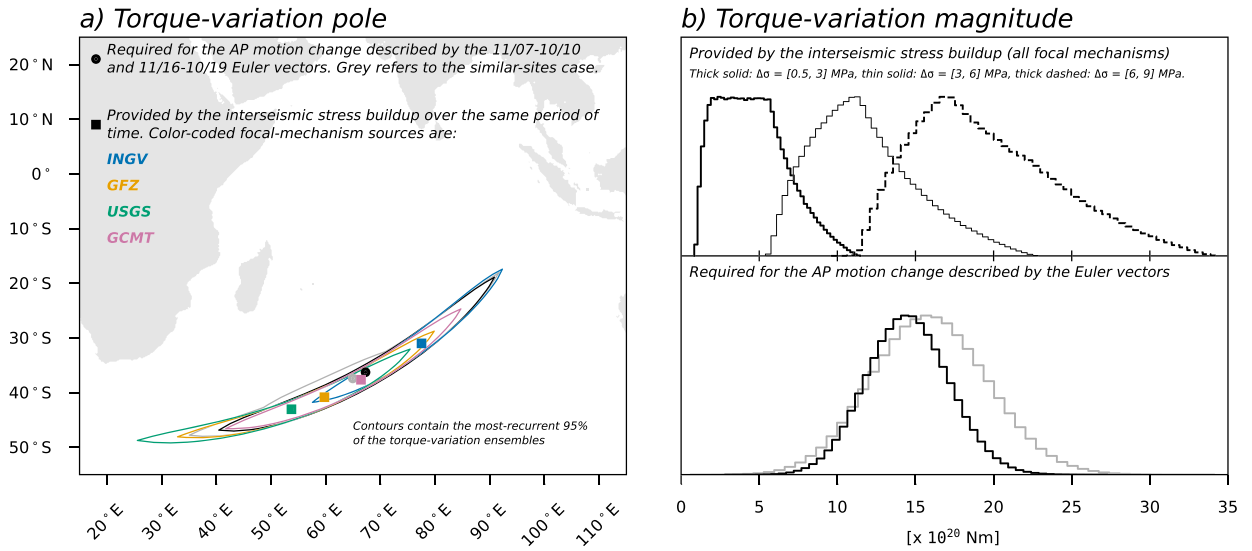 a) Torque-variation pole
Required for the AP motion change described by the 11/07-10/10
and 11/16-10/19 Euler vectors. Grey refers to the similar-sites case.
Provided by the interseismic stress buildup over the same period of
time. Color-coded focal-mechanism sources are:
INGV
GFZ
USGS
GCMT
Contours contain the most-recurrent 95%
of the torque-variation ensembles
20°N
10°N
0°
10°S
20°S
30°S
40°S
50°S
20°E
30°E
40°E
50°E
60°E
70°E
80°E
90°E
100°E
110°E
b) Torque-variation magnitude
Provided by the interseismic stress buildup (all focal mechanisms)
Thick solid: Δσ = [0.5, 3] MPa, thin solid: Δσ = [3, 6] MPa, thick dashed: Δσ = [6, 9] MPa.
Required for the AP motion change described by the Euler vectors
0 5 10 15 20 25 30 35
[x 10²⁰ Nm]